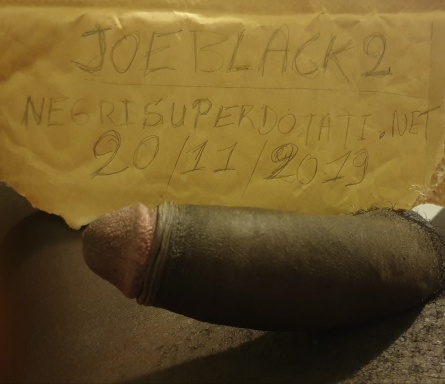 JOEBLACK2
NEGRISUPERDOTATI.NET
20/11/2019